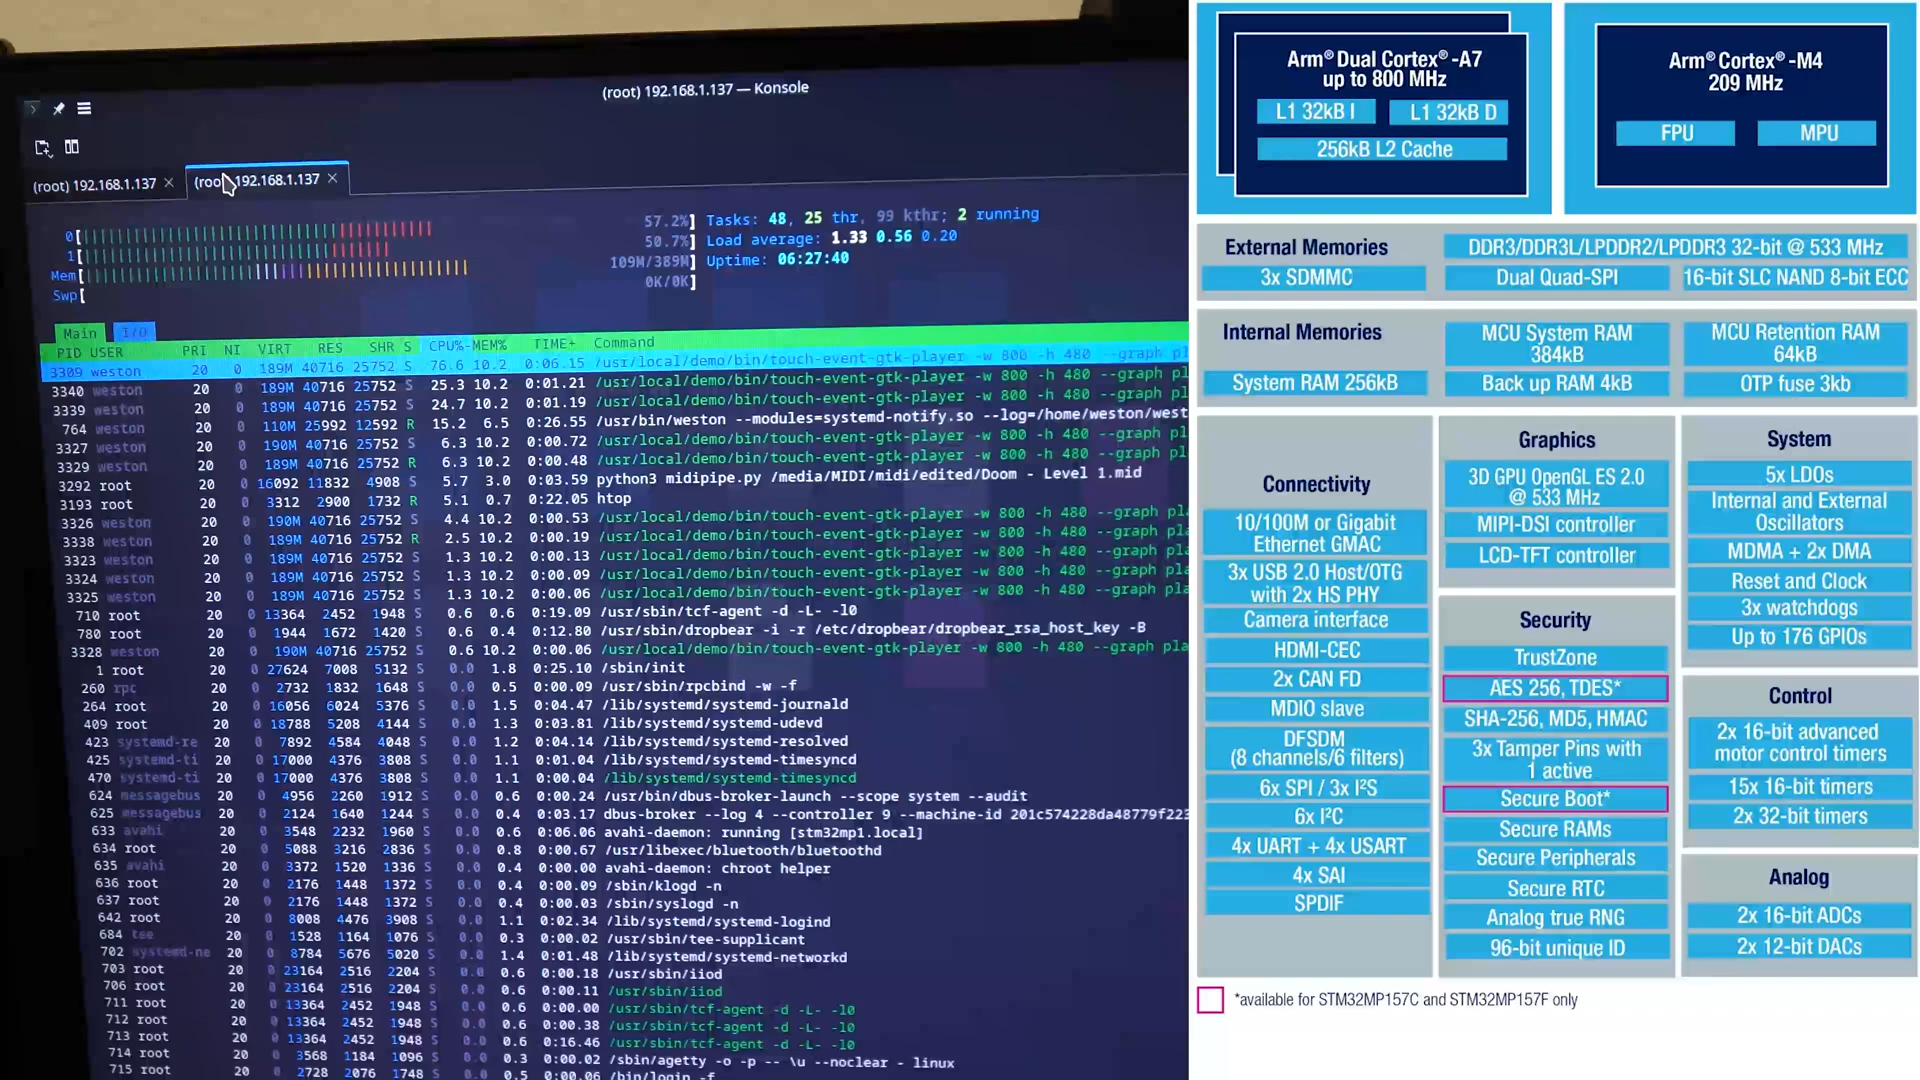 (root) 192.168.1.137 — Konsole
(root) 192.168.1.137 ×
(root) 192.168.1.137 ×
0[ 57.2%] Tasks: 48, 25 thr, 99 kthr; 2 running
1[ 50.7%] Load average: 1.33 0.56 0.20
Mem[ 109M/389M] Uptime: 06:27:40
Swp[ 0K/0K]
Main I/O
PID USER PRI NI VIRT RES SHR S CPU%-MEM% TIME+ Command
3309 weston 20 0 189M 40716 25752 S 76.6 10.2 0:06.15 /usr/local/demo/bin/touch-event-gtk-player -w 800 -h 480 --graph pl
3340 weston 20 0 189M 40716 25752 S 25.3 10.2 0:01.21 /usr/local/demo/bin/touch-event-gtk-player -w 800 -h 480 --graph pl
3339 weston 20 0 189M 40716 25752 S 24.7 10.2 0:01.19 /usr/local/demo/bin/touch-event-gtk-player -w 800 -h 480 --graph pl
764 weston 20 0 110M 25992 12592 R 15.2 6.5 0:26.55 /usr/bin/weston --modules=systemd-notify.so --log=/home/weston/west
3327 weston 20 0 190M 40716 25752 S 6.3 10.2 0:00.72 /usr/local/demo/bin/touch-event-gtk-player -w 800 -h 480 --graph pl
3329 weston 20 0 189M 40716 25752 R 6.3 10.2 0:00.48 /usr/local/demo/bin/touch-event-gtk-player -w 800 -h 480 --graph pl
3292 root 20 0 16092 11832 4908 S 5.7 3.0 0:03.59 python3 midipipe.py /media/MIDI/midi/edited/Doom - Level 1.mid
3193 root 20 0 3312 2900 1732 R 5.1 0.7 0:22.05 htop
3326 weston 20 0 190M 40716 25752 S 4.4 10.2 0:00.53 /usr/local/demo/bin/touch-event-gtk-player -w 800 -h 480 --graph pla
3338 weston 20 0 189M 40716 25752 R 2.5 10.2 0:00.19 /usr/local/demo/bin/touch-event-gtk-player -w 800 -h 480 --graph pla
3323 weston 20 0 189M 40716 25752 S 1.3 10.2 0:00.13 /usr/local/demo/bin/touch-event-gtk-player -w 800 -h 480 --graph pla
3324 weston 20 0 189M 40716 25752 S 1.3 10.2 0:00.09 /usr/local/demo/bin/touch-event-gtk-player -w 800 -h 480 --graph pla
3325 weston 20 0 189M 40716 25752 S 1.3 10.2 0:00.06 /usr/local/demo/bin/touch-event-gtk-player -w 800 -h 480 --graph pla
710 root 20 0 13364 2452 1948 S 0.6 0.6 0:19.09 /usr/sbin/tcf-agent -d -L- -l0
780 root 20 0 1944 1672 1420 S 0.6 0.4 0:12.80 /usr/sbin/dropbear -i -r /etc/dropbear/dropbear_rsa_host_key -B
3328 weston 20 0 190M 40716 25752 S 0.6 10.2 0:00.06 /usr/local/demo/bin/touch-event-gtk-player -w 800 -h 480 --graph pla
1 root 20 0 27624 7008 5132 S 0.0 1.8 0:25.10 /sbin/init
260 rpc 20 0 2732 1832 1648 S 0.0 0.5 0:00.09 /usr/sbin/rpcbind -w -f
264 root 20 0 16056 6024 5376 S 0.0 1.5 0:04.47 /lib/systemd/systemd-journald
409 root 20 0 18788 5208 4144 S 0.0 1.3 0:03.81 /lib/systemd/systemd-udevd
423 systemd-re 20 0 7892 4584 4048 S 0.0 1.2 0:04.14 /lib/systemd/systemd-resolved
425 systemd-ti 20 0 17000 4376 3808 S 0.0 1.1 0:01.04 /lib/systemd/systemd-timesyncd
470 systemd-ti 20 0 17000 4376 3808 S 0.0 1.1 0:00.04 /lib/systemd/systemd-timesyncd
624 messagebus 20 0 4956 2260 1912 S 0.0 0.6 0:00.24 /usr/bin/dbus-broker-launch --scope system --audit
625 messagebus 20 0 2124 1640 1244 S 0.0 0.4 0:03.17 dbus-broker --log 4 --controller 9 --machine-id 201c574228da48779f223
633 avahi 20 0 3548 2232 1960 S 0.0 0.6 0:06.06 avahi-daemon: running [stm32mp1.local]
634 root 20 0 5088 3216 2836 S 0.0 0.8 0:00.67 /usr/libexec/bluetooth/bluetoothd
635 avahi 20 0 3372 1520 1336 S 0.0 0.4 0:00.00 avahi-daemon: chroot helper
636 root 20 0 2176 1448 1372 S 0.0 0.4 0:00.09 /sbin/klogd -n
637 root 20 0 2176 1448 1372 S 0.0 0.4 0:00.03 /sbin/syslogd -n
642 root 20 0 8008 4476 3908 S 0.0 1.1 0:02.34 /lib/systemd/systemd-logind
684 tee 20 0 1528 1164 1076 S 0.0 0.3 0:00.02 /usr/sbin/tee-supplicant
702 systemd-ne 20 0 8784 5676 5020 S 0.0 1.4 0:01.48 /lib/systemd/systemd-networkd
703 root 20 0 23164 2516 2204 S 0.0 0.6 0:00.18 /usr/sbin/iiod
706 root 20 0 23164 2516 2204 S 0.0 0.6 0:00.11 /usr/sbin/iiod
711 root 20 0 13364 2452 1948 S 0.0 0.6 0:00.00 /usr/sbin/tcf-agent -d -L- -l0
712 root 20 0 13364 2452 1948 S 0.0 0.6 0:00.38 /usr/sbin/tcf-agent -d -L- -l0
713 root 20 0 13364 2452 1948 S 0.0 0.6 0:16.46 /usr/sbin/tcf-agent -d -L- -l0
714 root 20 0 3568 1184 1096 S 0.0 0.3 0:00.02 /sbin/agetty -o -p -- \u --noclear - linux
715 root 20 0 2728 2076 1748 S 0.0 0.5 0:00.06 /bin/login -f
Arm® Dual Cortex®-A7
up to 800 MHz
L1 32kB I L1 32kB D
256kB L2 Cache
Arm® Cortex®-M4
209 MHz
FPU MPU
External Memories DDR3/DDR3L/LPDDR2/LPDDR3 32-bit @ 533 MHz
3x SDMMC Dual Quad-SPI 16-bit SLC NAND 8-bit ECC
Internal Memories
MCU System RAM
384kB
MCU Retention RAM
64kB
System RAM 256kB Back up RAM 4kB OTP fuse 3kb
Connectivity
10/100M or Gigabit
Ethernet GMAC
3x USB 2.0 Host/OTG
with 2x HS PHY
Camera interface
HDMI-CEC
2x CAN FD
MDIO slave
DFSDM
(8 channels/6 filters)
6x SPI / 3x I²S
6x I²C
4x UART + 4x USART
4x SAI
SPDIF
Graphics
3D GPU OpenGL ES 2.0
@ 533 MHz
MIPI-DSI controller
LCD-TFT controller
Security
TrustZone
AES 256, TDES*
SHA-256, MD5, HMAC
3x Tamper Pins with
1 active
Secure Boot*
Secure RAMs
Secure Peripherals
Secure RTC
Analog true RNG
96-bit unique ID
System
5x LDOs
Internal and External
Oscillators
MDMA + 2x DMA
Reset and Clock
3x watchdogs
Up to 176 GPIOs
Control
2x 16-bit advanced
motor control timers
15x 16-bit timers
2x 32-bit timers
Analog
2x 16-bit ADCs
2x 12-bit DACs
*available for STM32MP157C and STM32MP157F only